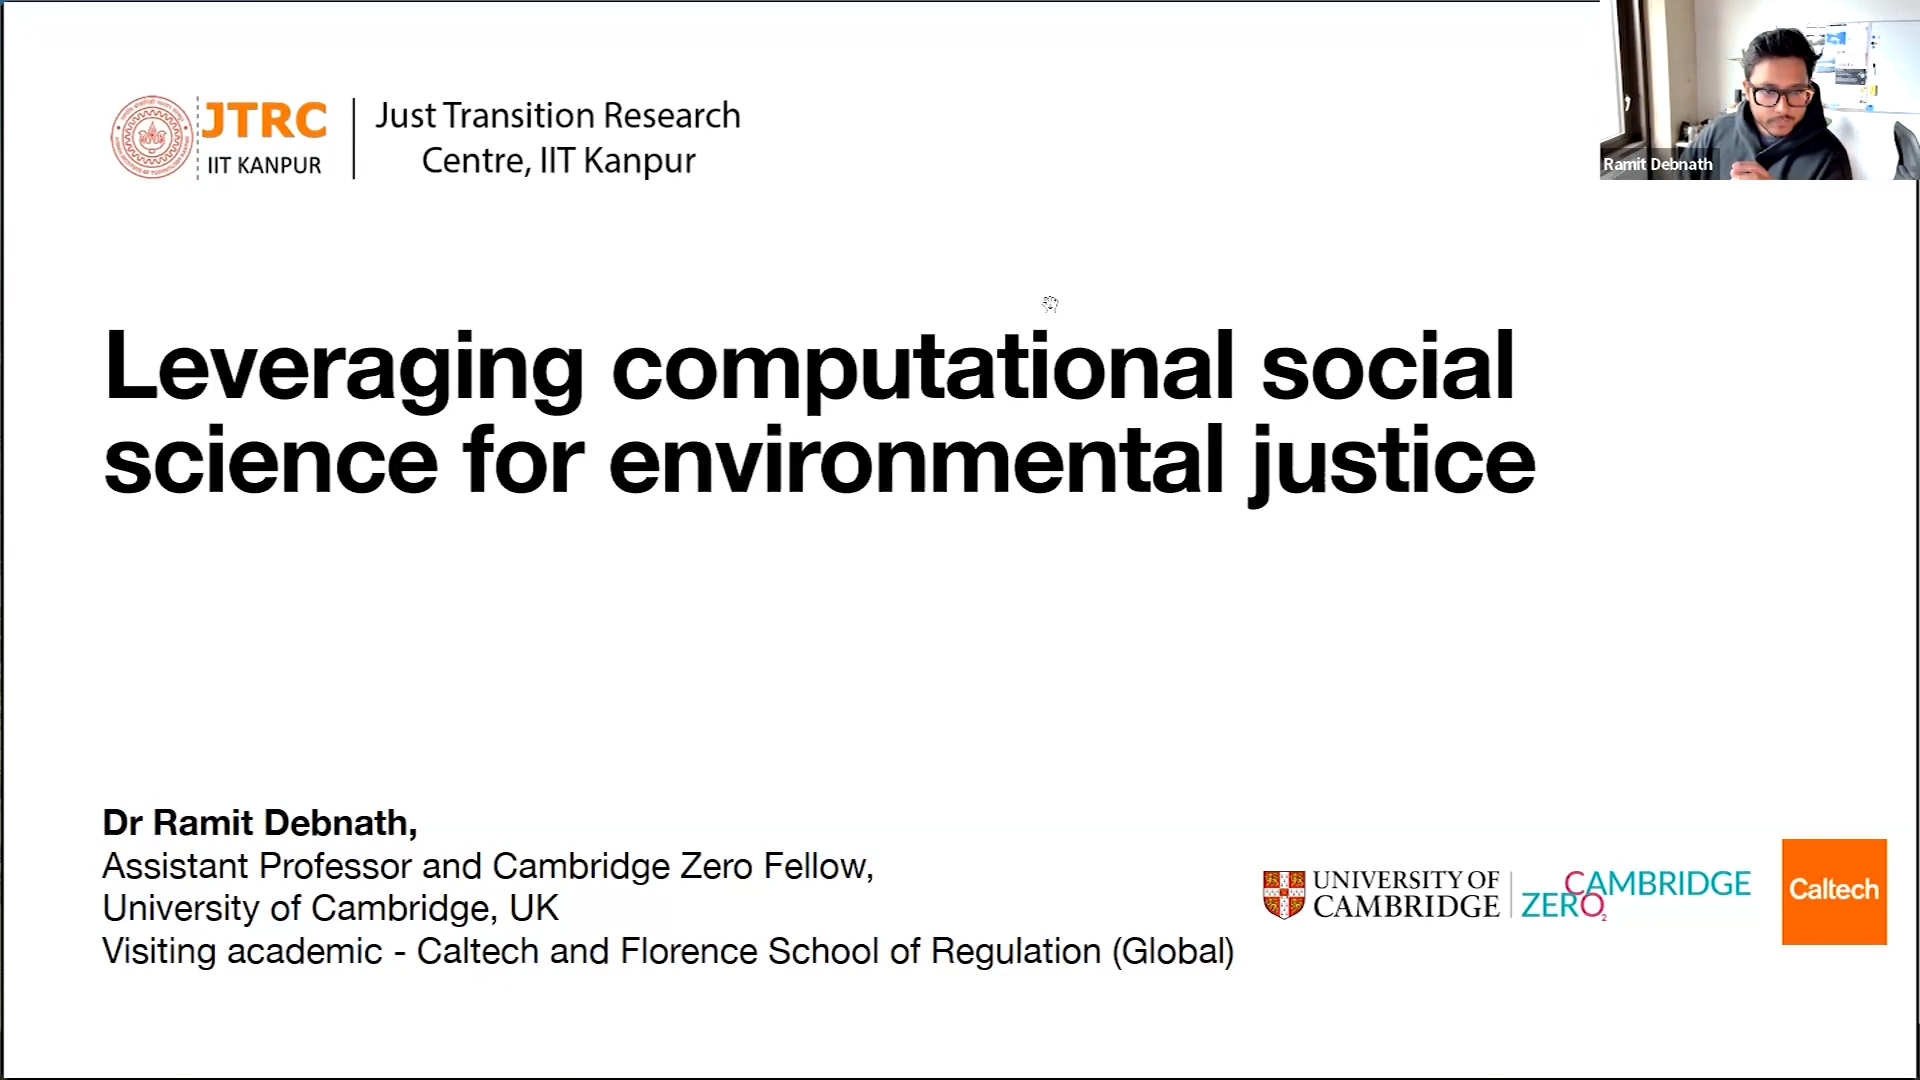 JTRC
IIT KANPUR
Just Transition Research
Centre, IIT Kanpur
Ramit Debnath
Leveraging computational social
science for environmental justice
Dr Ramit Debnath,
Assistant Professor and Cambridge Zero Fellow,
University of Cambridge, UK
Visiting academic - Caltech and Florence School of Regulation (Global)
UNIVERSITY OF
CAMBRIDGE
CAMBRIDGE
ZERO₂
Caltech